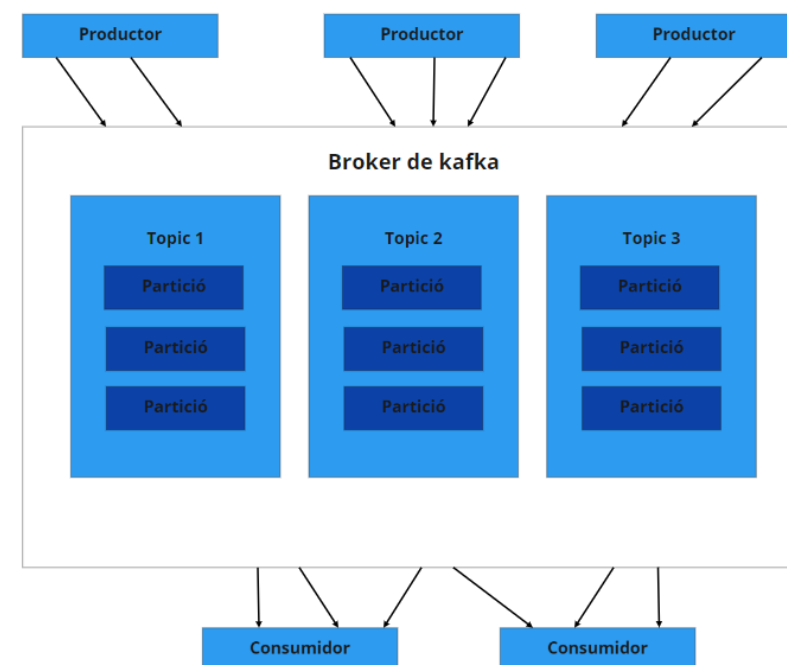 Productor
Productor
Productor
Broker de kafka
Topic 1
Partició
Partició
Partició
Topic 2
Partició
Partició
Partició
Topic 3
Partició
Partició
Partició
Consumidor
Consumidor